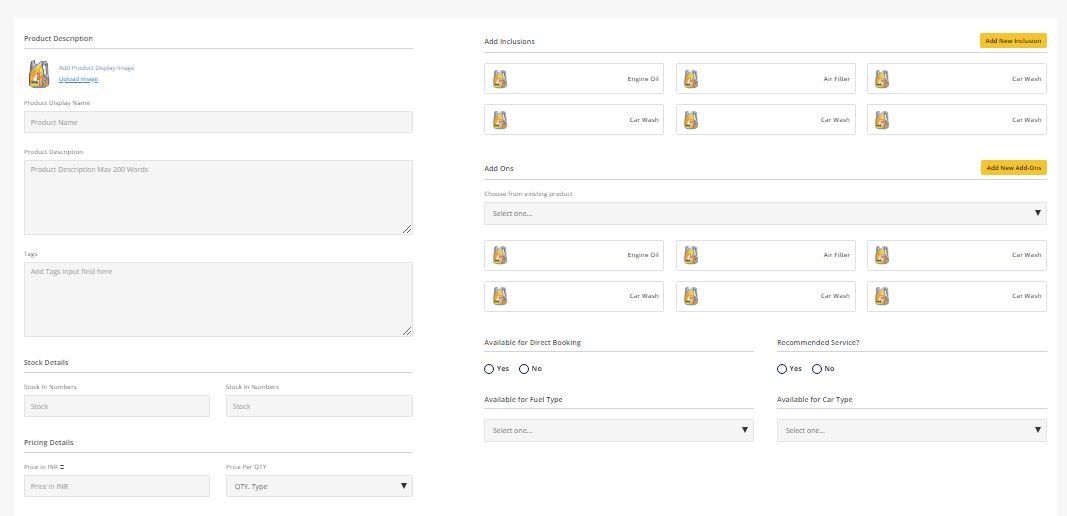 Product Description
Add Product Display Image
Upload Image
Product Display Name
Product Name
Product Description
Product Description Max 200 Words
Tags
Add Tags input field here
Stock Details
Stock In Numbers
Stock In Numbers
Stock
Stock
Pricing Details
Price in INR
Price Per QTY
Price in INR
QTY. Type
Add Inclusions
Add New Inclusion
Engine Oil
Air Filter
Car Wash
Car Wash
Car Wash
Car Wash
Add Ons
Add New Add-Ons
Choose from existing product
Select one...
Engine Oil
Air Filter
Car Wash
Car Wash
Car Wash
Car Wash
Available for Direct Booking
Recommended Service?
Yes No
Yes No
Available for Fuel Type
Available for Car Type
Select one...
Select one...